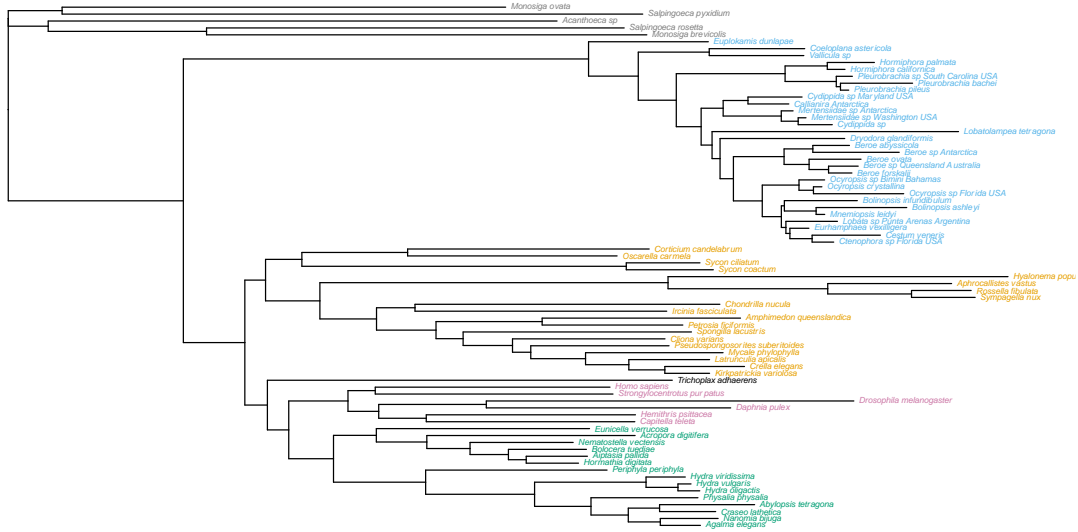 Monosiga ovata
Salpingoeca pyxidium
Acanthoeca sp
Salpingoeca rosetta
Monosiga brevicolis
Euplokamis dunlapae
Coeloplana astericola
Vallicula sp
Hormiphora palmata
Hormiphora californica
Pleurobrachia sp South Carolina USA
Pleurobrachia bachei
Pleurobrachia pileus
Cydippida sp Maryland USA
Callianira Antarctica
Mertensiidae sp Antarctica
Mertensiidae sp Washington USA
Cydippida sp
Lobatolampea tetragona
Dryodora glandiformis
Beroe abyssicola
Beroe sp Antarctica
Beroe ovata
Beroe sp Queensland Australia
Beroe forskalii
Ocyropsis sp Bimini Bahamas
Ocyropsis crystallina
Ocyropsis sp Florida USA
Bolinopsis infundibulum
Bolinopsis ashleyi
Mnemiopsis leidyi
Lobata sp Punta Arenas Argentina
Eurhamphaea vexilligera
Cestum veneris
Ctenophora sp Florida USA
Corticium candelabrum
Oscarella carmela
Sycon ciliatum
Sycon coactum
Hyalonema popu
Aphrocallistes vastus
Rossella fibulata
Sympagella nux
Chondrilla nucula
Ircinia fasciculata
Amphimedon queenslandica
Petrosia ficiformis
Spongilla lacustris
Cliona varians
Pseudospongosorites suberitoides
Mycale phylophylla
Latrunculia apicalis
Crella elegans
Kirkpatrickia variolosa
Trichoplax adhaerens
Homo sapiens
Strongylocentrotus purpatus
Drosophila melanogaster
Daphnia pulex
Hemithris psittacea
Capitella teleta
Eunicella verrucosa
Acropora digitifera
Nematostella vectensis
Bolocera tuediae
Aiptasia pallida
Hormathia digitata
Periphyla periphyla
Hydra viridissima
Hydra vulgaris
Hydra oligactis
Physalia physalia
Abylopsis tetragona
Craseo lathetica
Nanomia bijuga
Agalma elegans